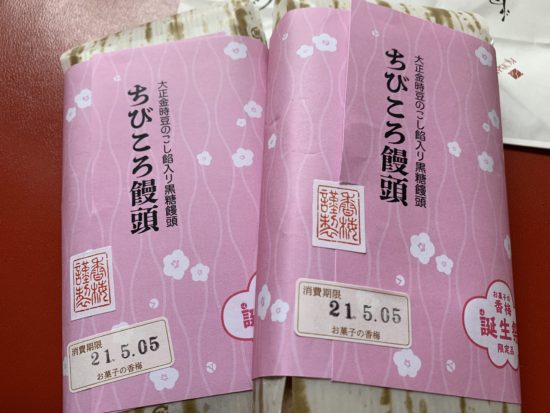 大正金時豆のこし餡入り黒糖饅頭
ちびころ饅頭
香梅
謹製
消費期限
21.5.05
お菓子の香梅
誕
大正金時豆のこし餡入り黒糖饅頭
ちびころ饅頭
香梅
謹製
消費期限
21.5.05
お菓子の香梅
お菓子の
香梅
誕生祭
限定品